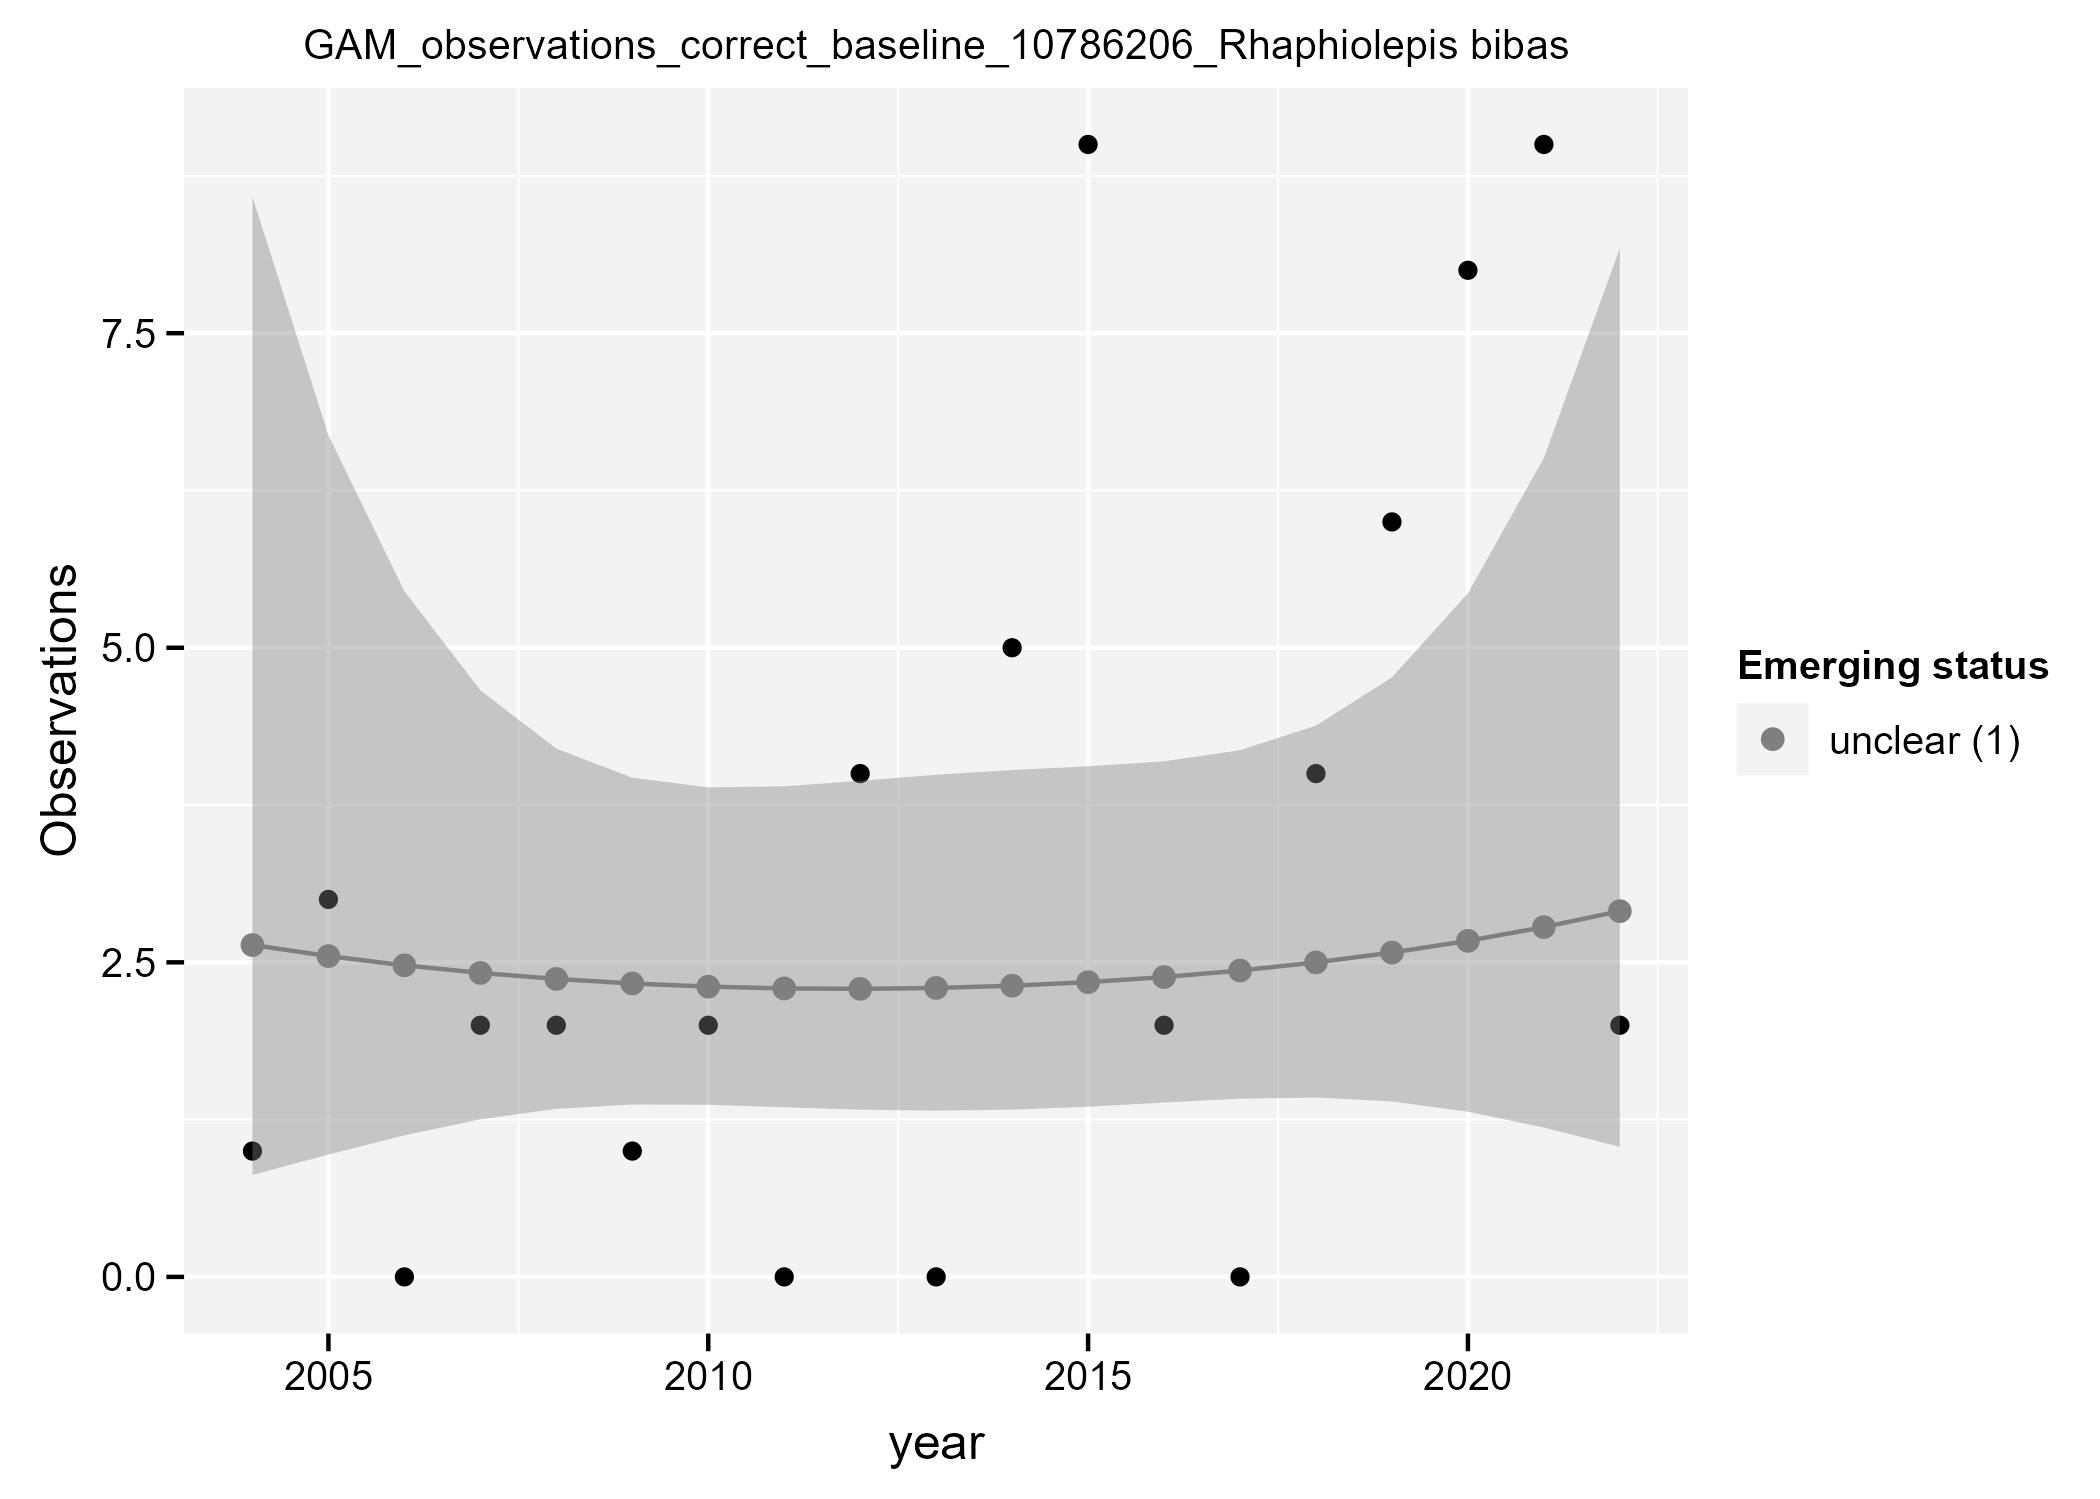 GAM_observations_correct_baseline_10786206_Rhaphiolepis bibas
Observations
7.5
5.0
2.5
0.0
2005 2010 2015 2020
year
Emerging status
unclear (1)